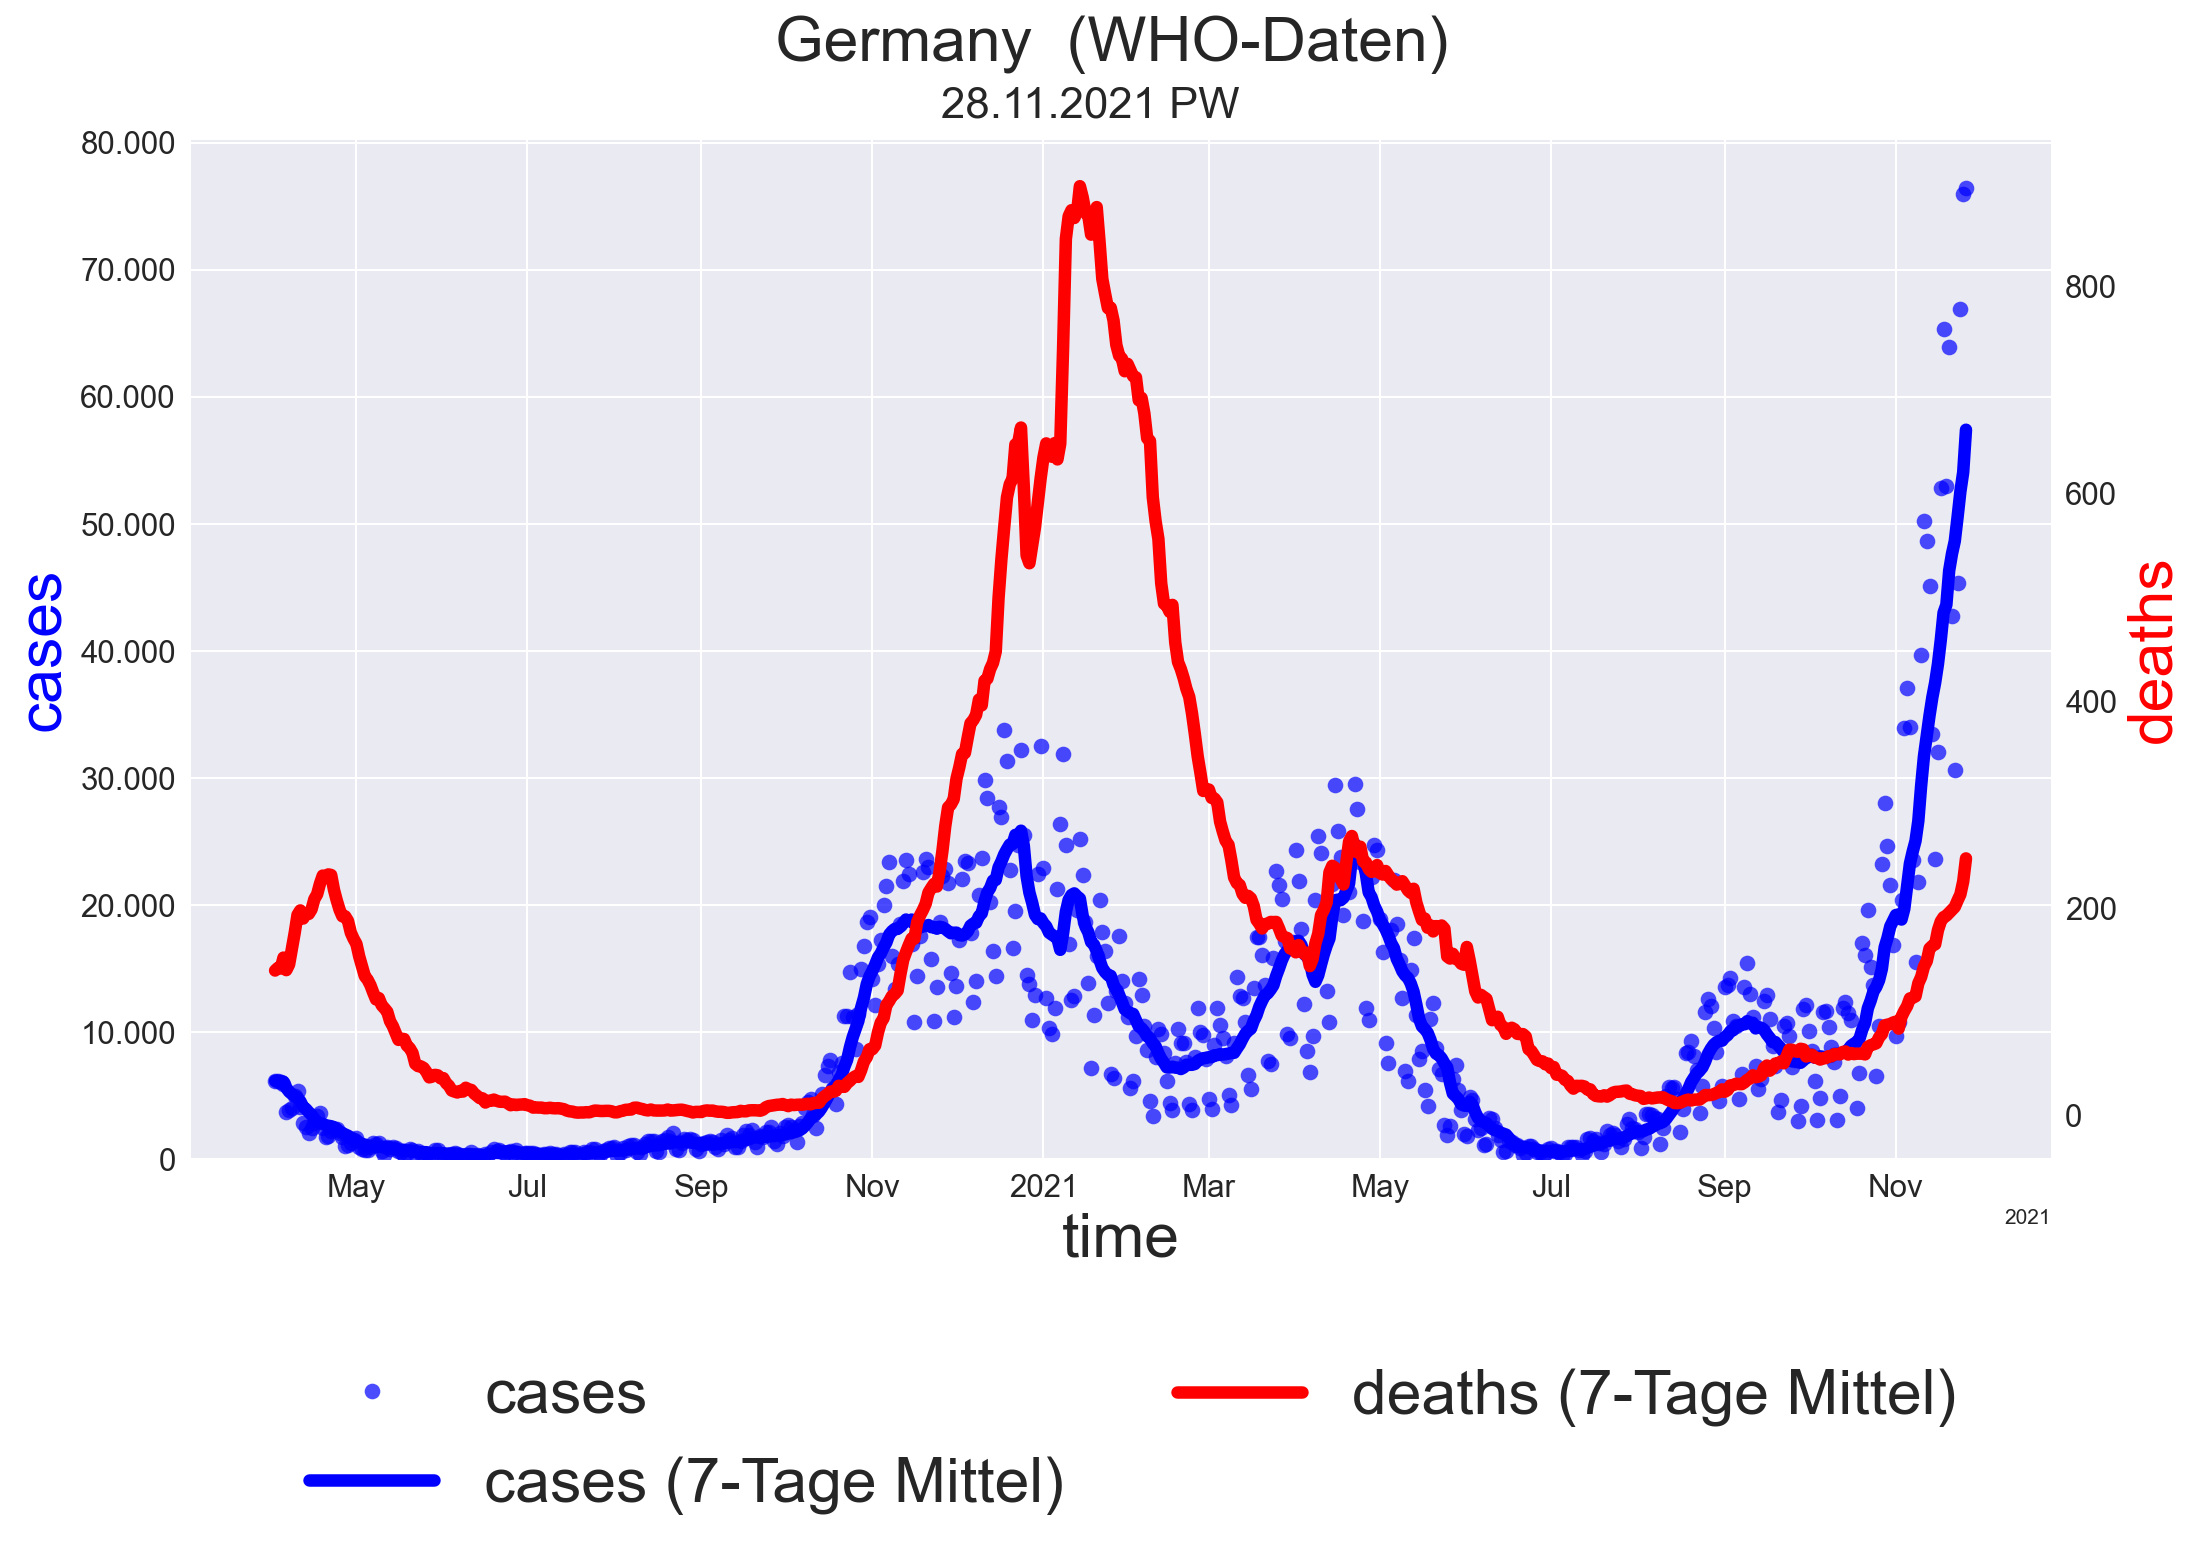 Germany  (WHO-Daten)
28.11.2021 PW
80.000
70.000
60.000
50.000
40.000
30.000
20.000
10.000
0
cases
800
600
400
200
0
deaths
May
Jul
Sep
Nov
2021
Mar
May
Jul
Sep
Nov
2021
time
cases
cases (7-Tage Mittel)
deaths (7-Tage Mittel)